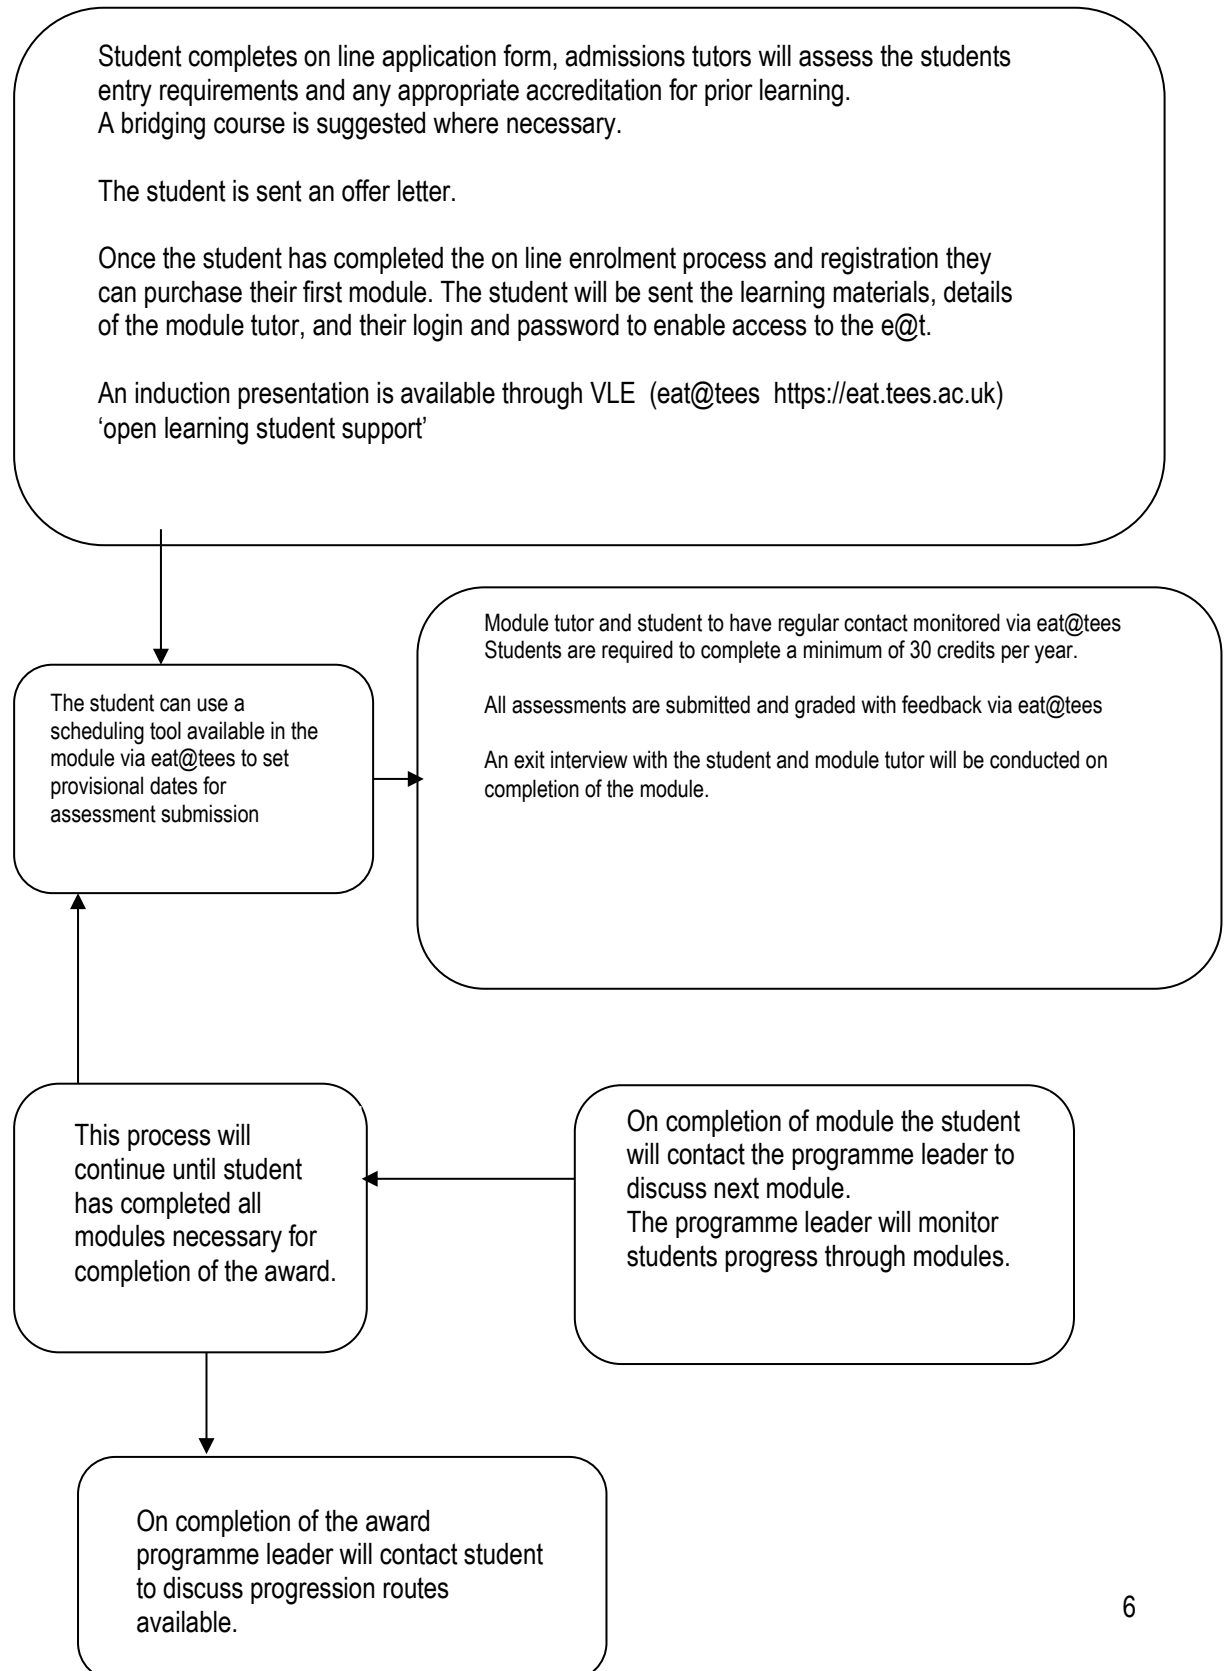 Student completes on line application form, admissions tutors will assess the students
entry requirements and any appropriate accreditation for prior learning.
A bridging course is suggested where necessary.
The student is sent an offer letter.
Once the student has completed the on line enrolment process and registration they
can purchase their first module. The student will be sent the learning materials, details
of the module tutor, and their login and password to enable access to the e@t.
An induction presentation is available through VLE (eat@tees https://eat.tees.ac.uk)
‘open learning student support’
The student can use a
scheduling tool available in the
module via eat@tees to set
provisional dates for
assessment submission
Module tutor and student to have regular contact monitored via eat@tees
Students are required to complete a minimum of 30 credits per year.
All assessments are submitted and graded with feedback via eat@tees
An exit interview with the student and module tutor will be conducted on
completion of the module.
On completion of module the student
will contact the programme leader to
discuss next module.
The programme leader will monitor
students progress through modules.
This process will
continue until student
has completed all
modules necessary for
completion of the award.
On completion of the award
programme leader will contact student
to discuss progression routes
available.
6